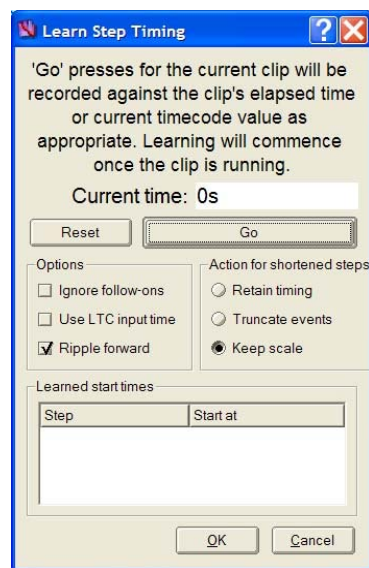 Learn Step Timing
'Go' presses for the current clip will be
recorded against the clip's elapsed time
or current timecode value as
appropriate. Learning will commence
once the clip is running.
Current time: 0s
Reset Go
Options
Ignore follow-ons
Use LTC input time
Ripple forward
Action for shortened steps
Retain timing
Truncate events
Keep scale
Learned start times
Step Start at
OK Cancel